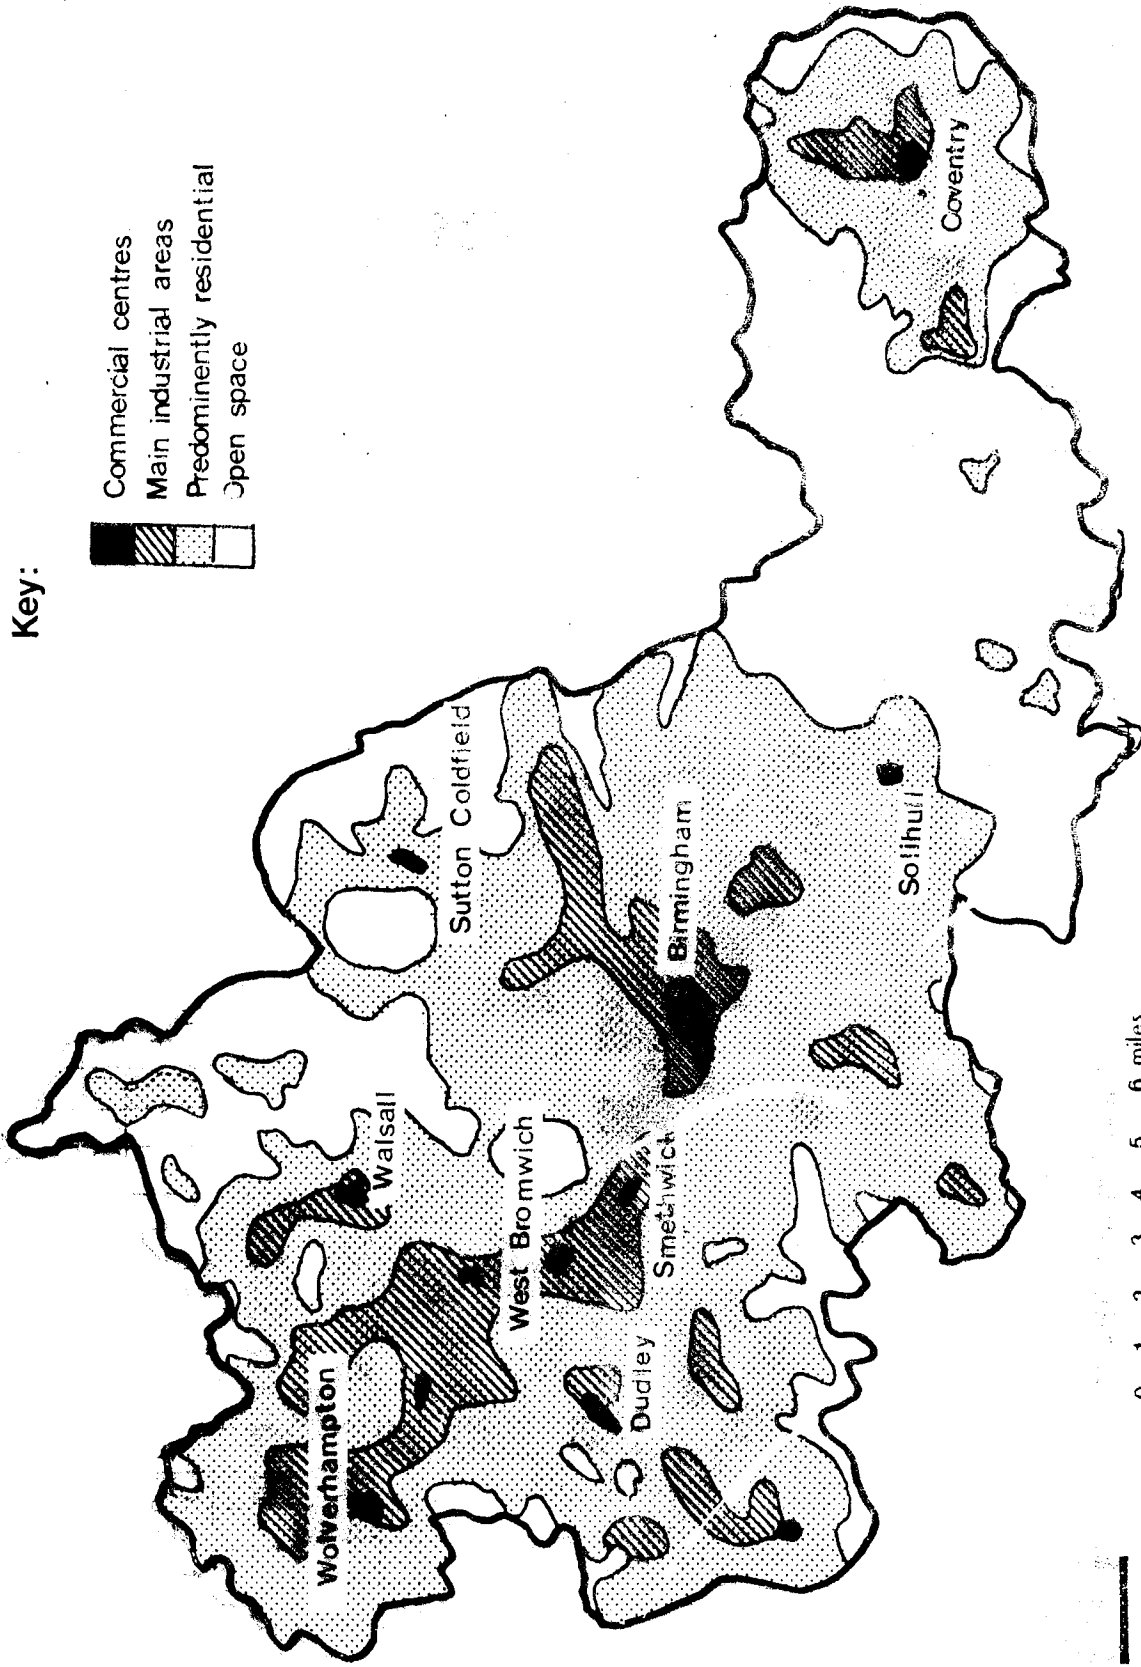 Key:
Commercial centres
Main industrial areas
Predominently residential
Open space
Wolverhampton
Walsall
Sutton Coldfield
West Bromwich
Dudley
Smethwick
Birmingham
Solihull
Coventry
0 1 2 3 4 5 6 miles